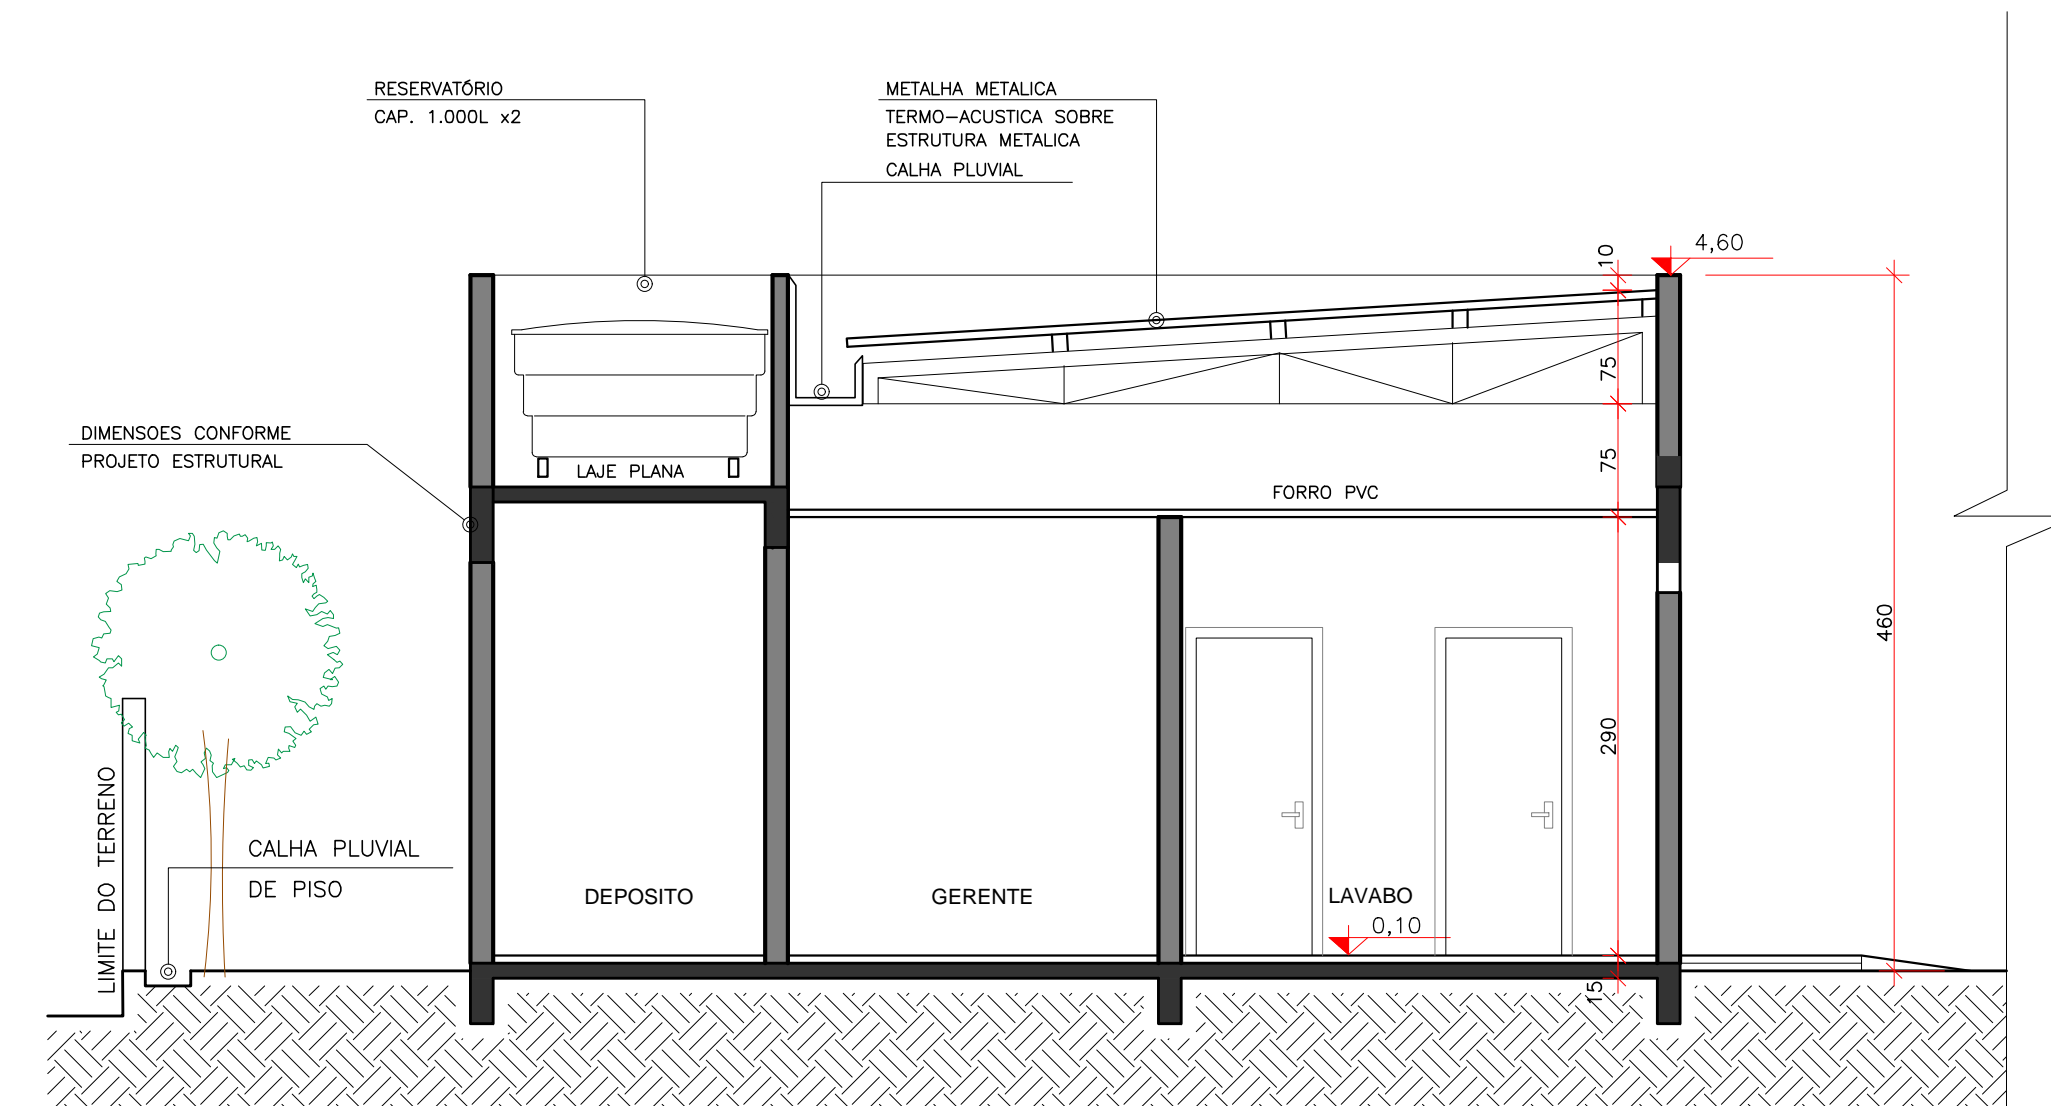 RESERVATÓRIO
CAP. 1.000L x2
METALHA METALICA
TERMO-ACUSTICA SOBRE
ESTRUTURA METALICA
CALHA PLUVIAL
4,60
10
75
DIMENSOES CONFORME
PROJETO ESTRUTURAL
LAJE PLANA
75
FORRO PVC
460
290
LIMITE DO TERRENO
CALHA PLUVIAL
DE PISO
DEPOSITO
GERENTE
LAVABO
0,10
15